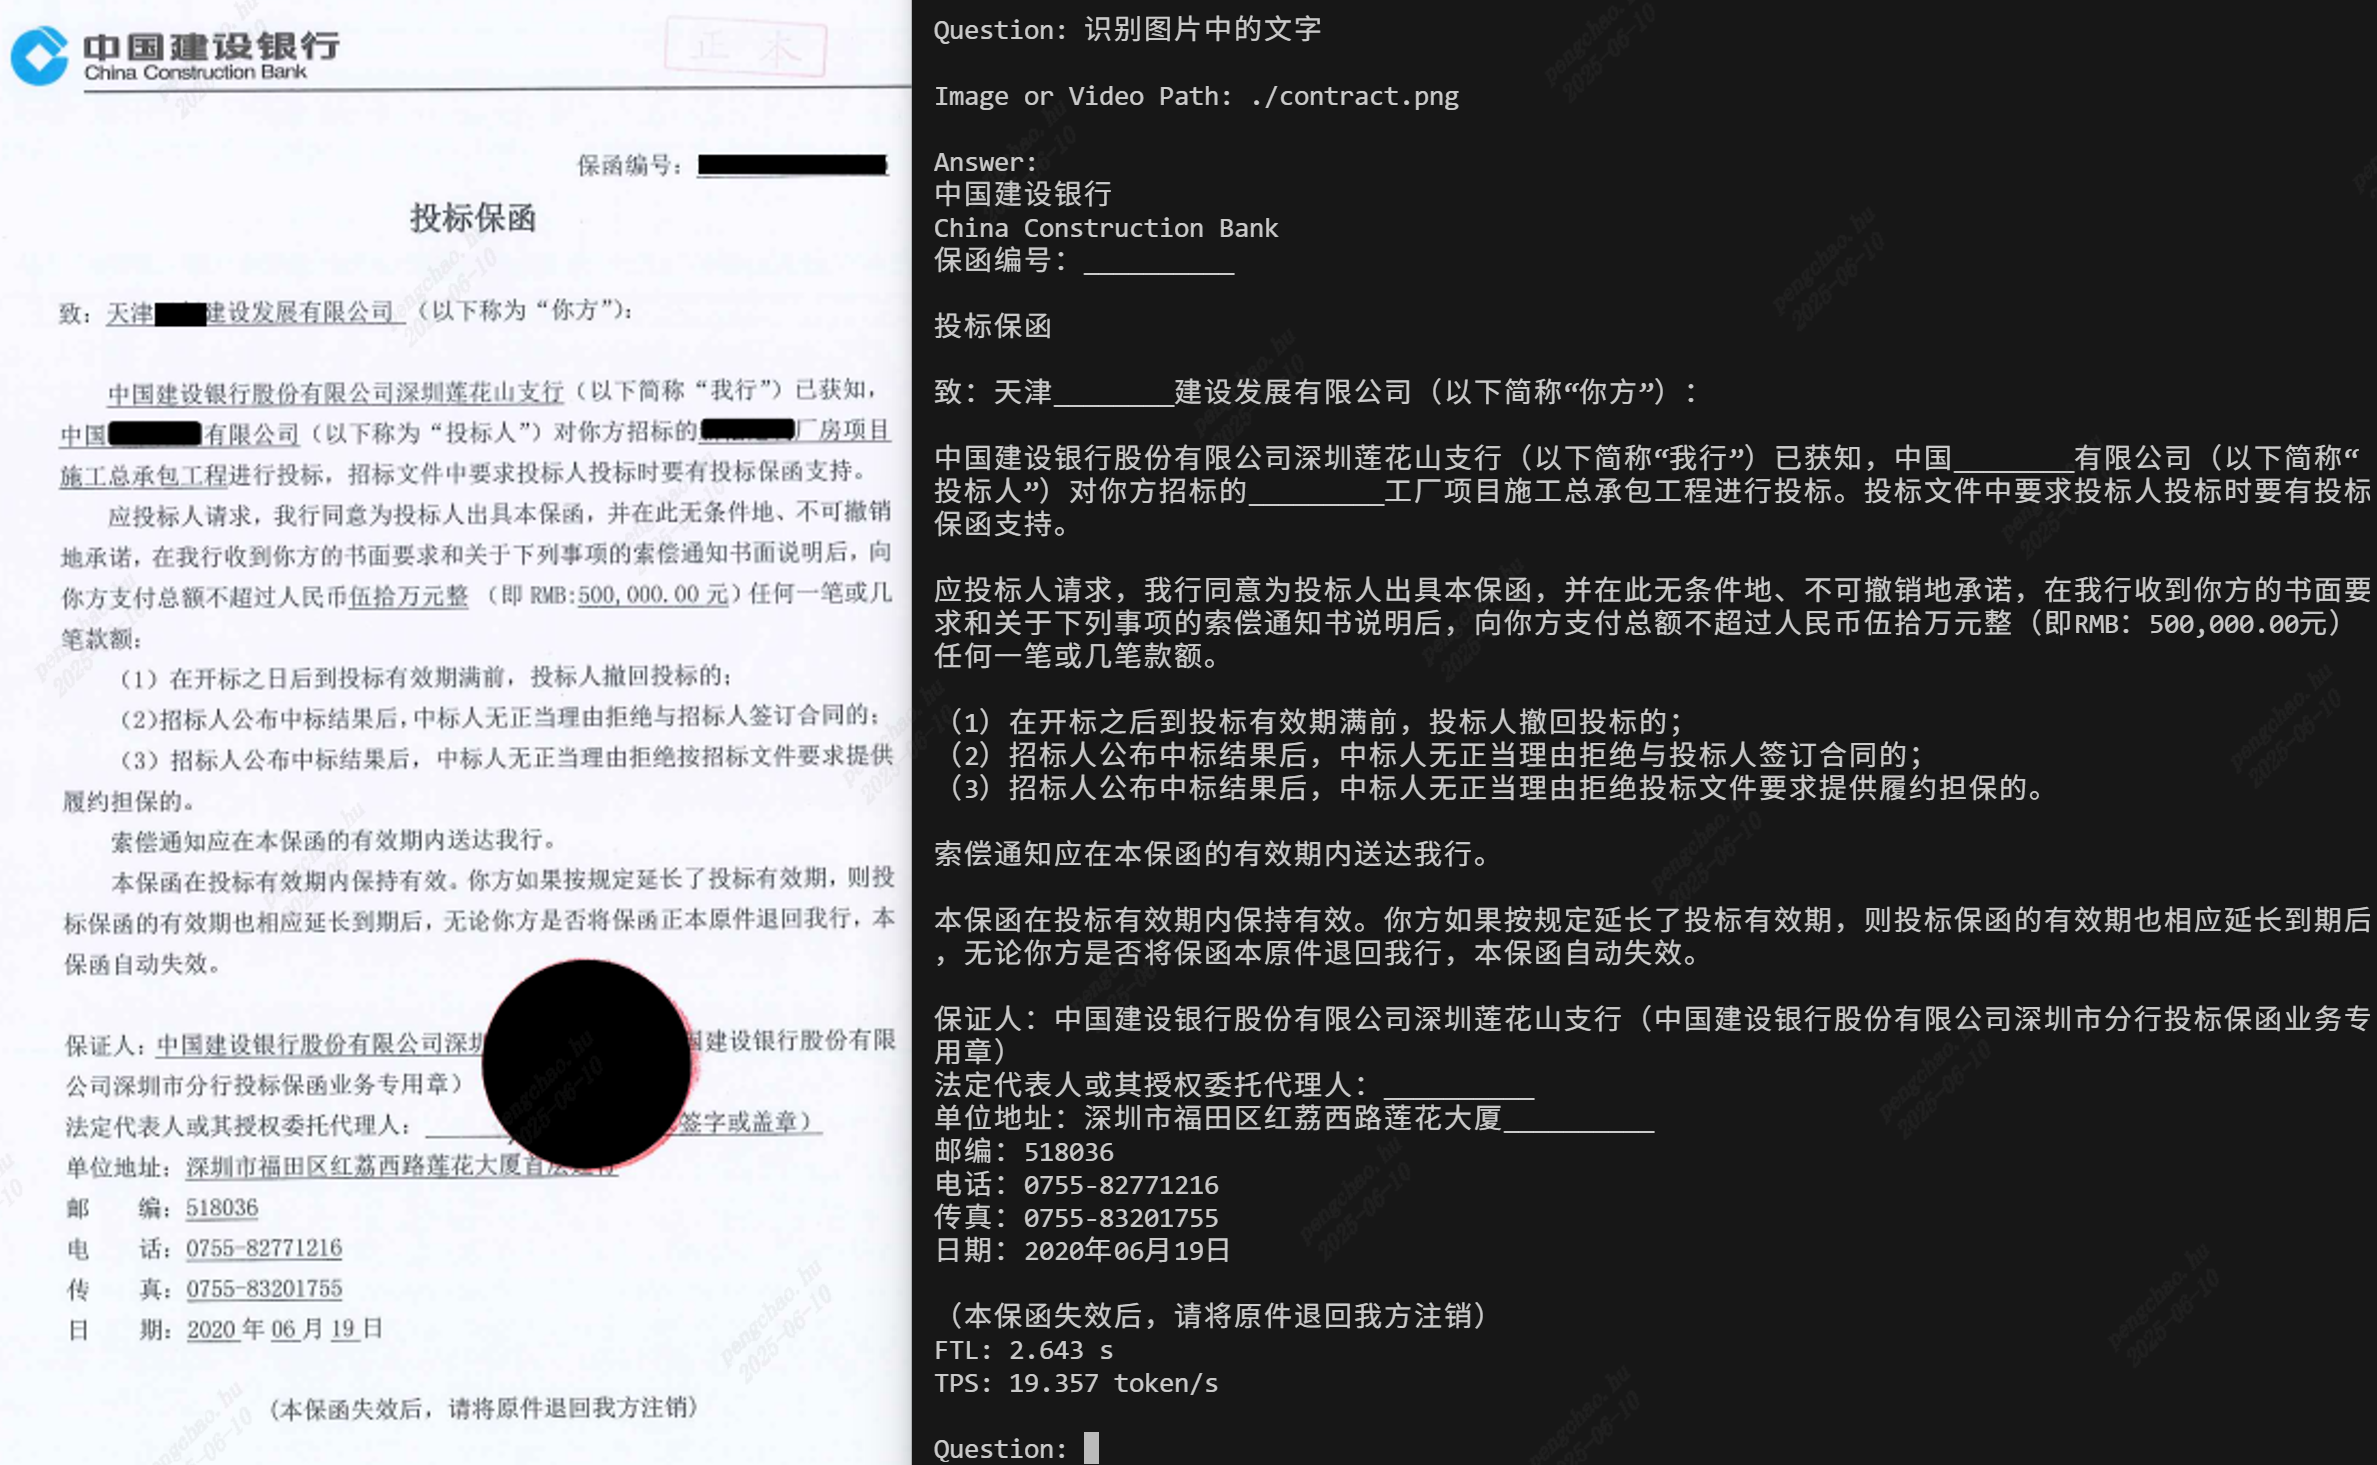 中国建设银行
China Construction Bank
正 本
保函编号：
投标保函
致：天津 建设发展有限公司 （以下称为“你方”）：
中国建设银行股份有限公司深圳莲花山支行（以下简称“我行”）已获知，
中国 有限公司（以下称为“投标人”）对你方招标的 厂房项目
施工总承包工程进行投标，招标文件中要求投标人投标时要有投标保函支持。
应投标人请求，我行同意为投标人出具本保函，并在此无条件地、不可撤销
地承诺，在我行收到你方的书面要求和关于下列事项的索偿通知书面说明后，向
你方支付总额不超过人民币伍拾万元整 （即 RMB:500,000.00 元）任何一笔或几
笔款额：
（1）在开标之日后到投标有效期满前，投标人撤回投标的；
（2)招标人公布中标结果后，中标人无正当理由拒绝与招标人签订合同的；
（3）招标人公布中标结果后，中标人无正当理由拒绝按招标文件要求提供
履约担保的。
索偿通知应在本保函的有效期内送达我行。
本保函在投标有效期内保持有效。你方如果按规定延长了投标有效期，则投
标保函的有效期也相应延长到期后，无论你方是否将保函正本原件退回我行，本
保函自动失效。
保证人：中国建设银行股份有限公司深圳 国建设银行股份有限
公司深圳市分行投标保函业务专用章）
法定代表人或其授权委托代理人： 签字或盖章）
单位地址：深圳市福田区红荔西路莲花大厦
邮 编：518036
电 话：0755-82771216
传 真：0755-83201755
日 期：2020 年 06 月 19 日
（本保函失效后，请将原件退回我方注销）
Question: 识别图片中的文字
Image or Video Path: ./contract.png
Answer:
中国建设银行
China Construction Bank
保函编号：__________
投标保函
致：天津________建设发展有限公司（以下简称“你方”）：
中国建设银行股份有限公司深圳莲花山支行（以下简称“我行”）已获知，中国________有限公司（以下简称“
投标人”）对你方招标的_________工厂项目施工总承包工程进行投标。投标文件中要求投标人投标时要有投标
保函支持。
应投标人请求，我行同意为投标人出具本保函，并在此无条件地、不可撤销地承诺，在我行收到你方的书面要
求和关于下列事项的索偿通知书说明后，向你方支付总额不超过人民币伍拾万元整（即RMB：500,000.00元）
任何一笔或几笔款额。
（1）在开标之后到投标有效期满前，投标人撤回投标的；
（2）招标人公布中标结果后，中标人无正当理由拒绝与投标人签订合同的；
（3）招标人公布中标结果后，中标人无正当理由拒绝投标文件要求提供履约担保的。
索偿通知应在本保函的有效期内送达我行。
本保函在投标有效期内保持有效。你方如果按规定延长了投标有效期，则投标保函的有效期也相应延长到期后
，无论你方是否将保函本原件退回我行，本保函自动失效。
保证人：中国建设银行股份有限公司深圳莲花山支行（中国建设银行股份有限公司深圳市分行投标保函业务专
用章）
法定代表人或其授权委托代理人：__________
单位地址：深圳市福田区红荔西路莲花大厦__________
邮编：518036
电话：0755-82771216
传真：0755-83201755
日期：2020年06月19日
（本保函失效后，请将原件退回我方注销）
FTL: 2.643 s
TPS: 19.357 token/s
Question:
pengchao.hu
2025-06-10